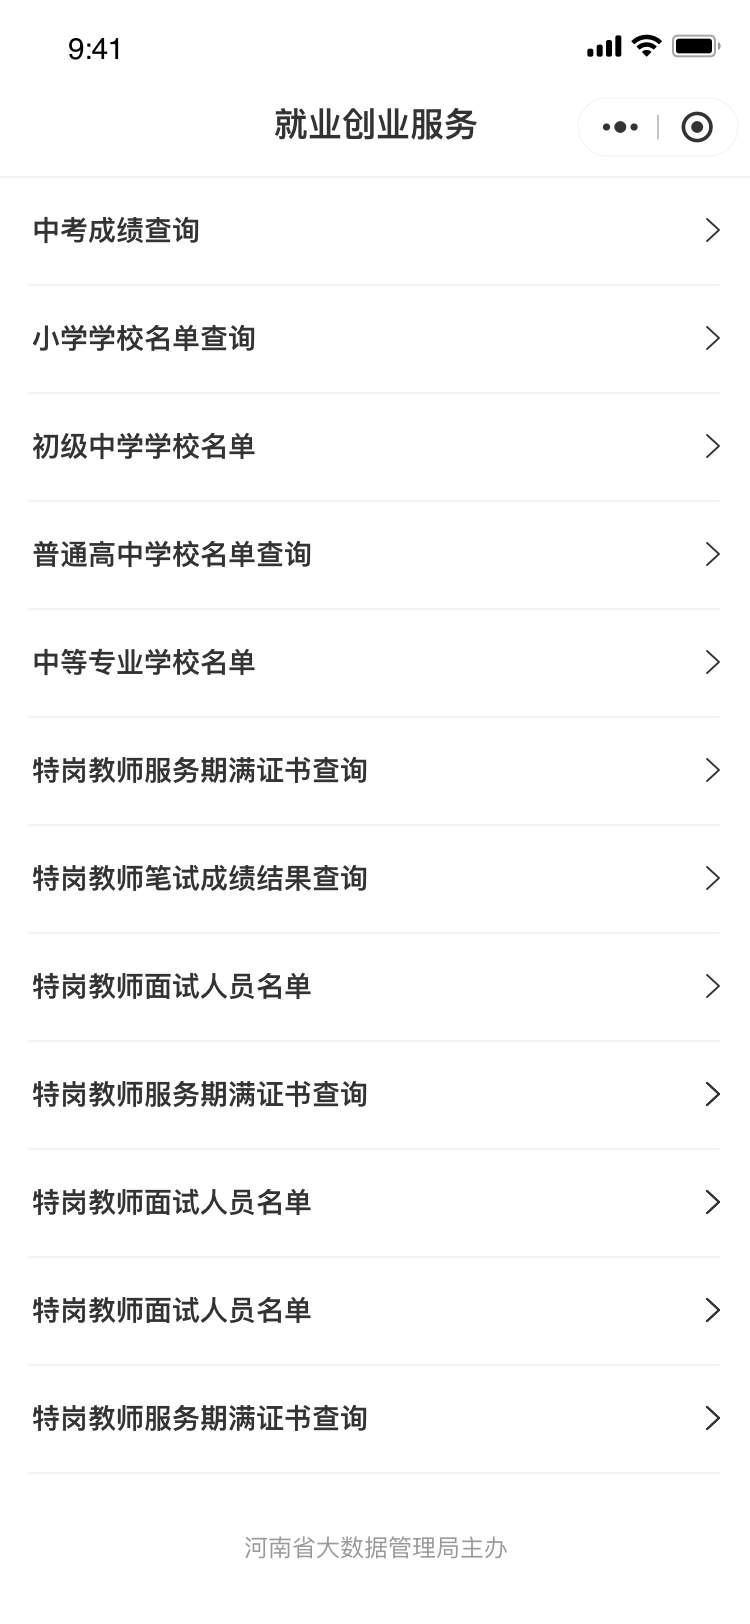 9:41
就业创业服务
中考成绩查询
小学学校名单查询
初级中学学校名单
普通高中学校名单查询
中等专业学校名单
特岗教师服务期满证书查询
特岗教师笔试成绩结果查询
特岗教师面试人员名单
特岗教师服务期满证书查询
特岗教师面试人员名单
特岗教师面试人员名单
特岗教师服务期满证书查询
河南省大数据管理局主办